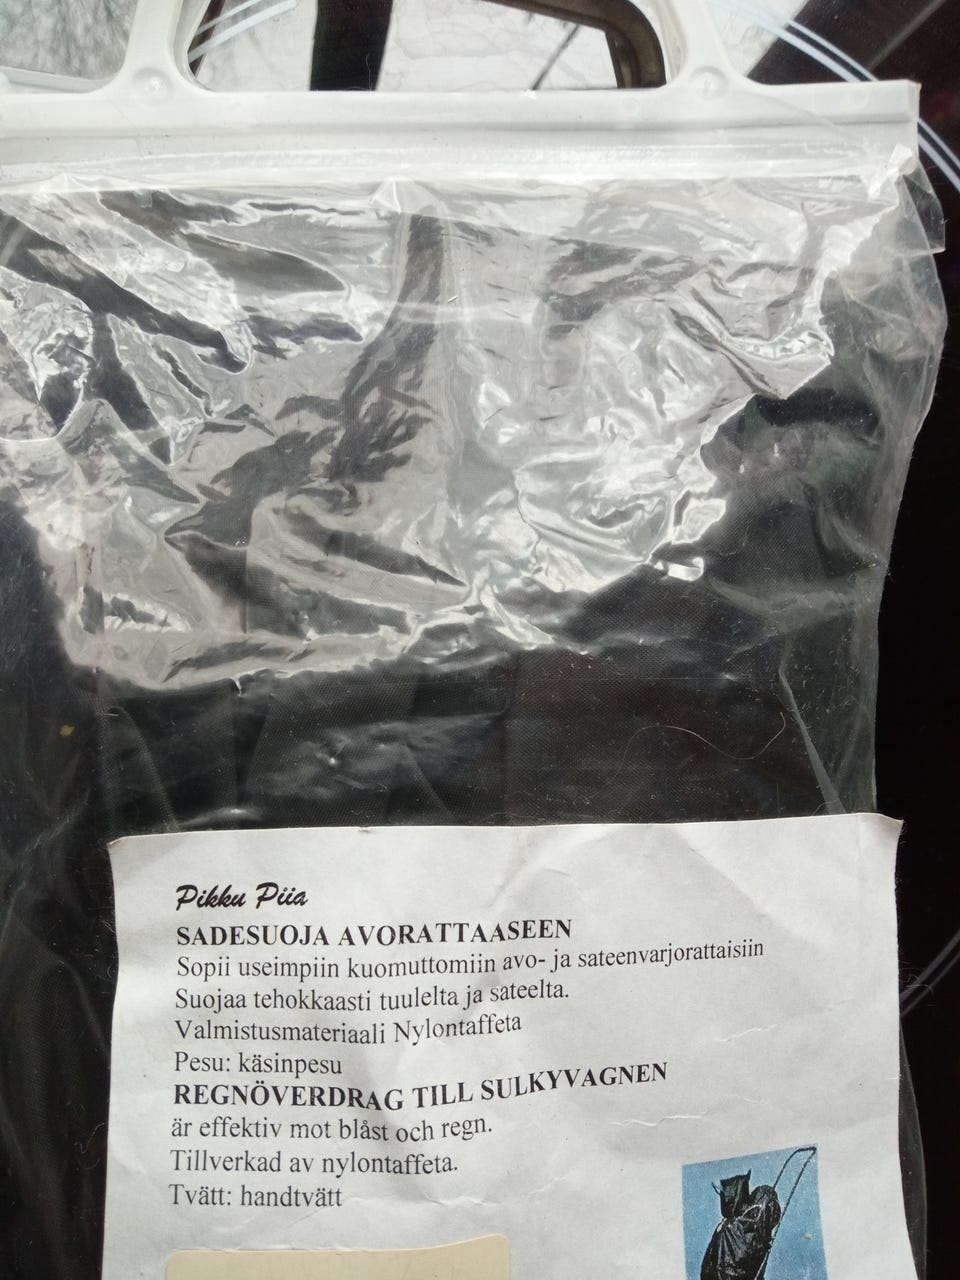 Pikku Piia
SADESUOJA AVORATTAASEEN
Sopii useimpiin kuomuttomiin avo- ja sateenvarjorattaisiin
Suojaa tehokkaasti tuulelta ja sateelta.
Valmistusmateriaali Nylontaffeta
Pesu: käsinpesu
REGNÖVERDRAG TILL SULKYVAGNEN
är effektiv mot blåst och regn.
Tillverkad av nylontaffeta.
Tvätt: handtvätt